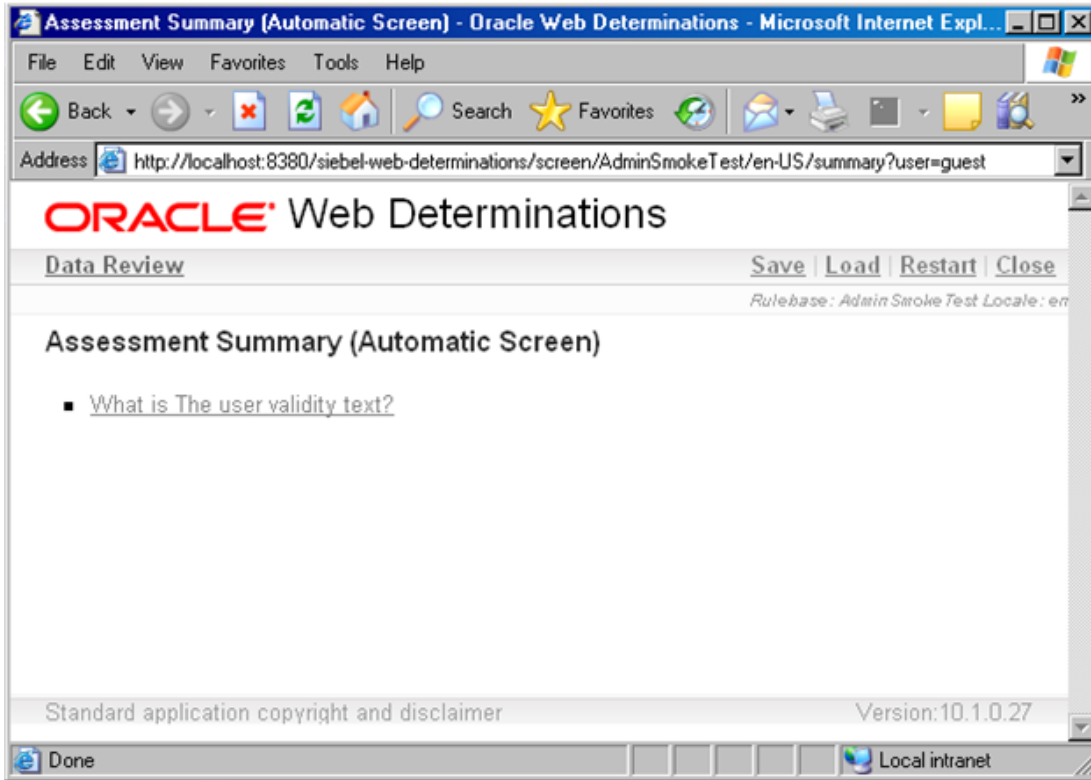 Assessment Summary (Automatic Screen) - Oracle Web Determinations - Microsoft Internet Expl...
File Edit View Favorites Tools Help
Back Search Favorites »
Address http://localhost:8380/siebel-web-determinations/screen/AdminSmokeTest/en-US/summary?user=guest
ORACLE® Web Determinations
Data Review Save | Load | Restart | Close
Rulebase: AdminSmokeTest Locale: en
Assessment Summary (Automatic Screen)
What is The user validity text?
Standard application copyright and disclaimer Version:10.1.0.27
Done Local intranet